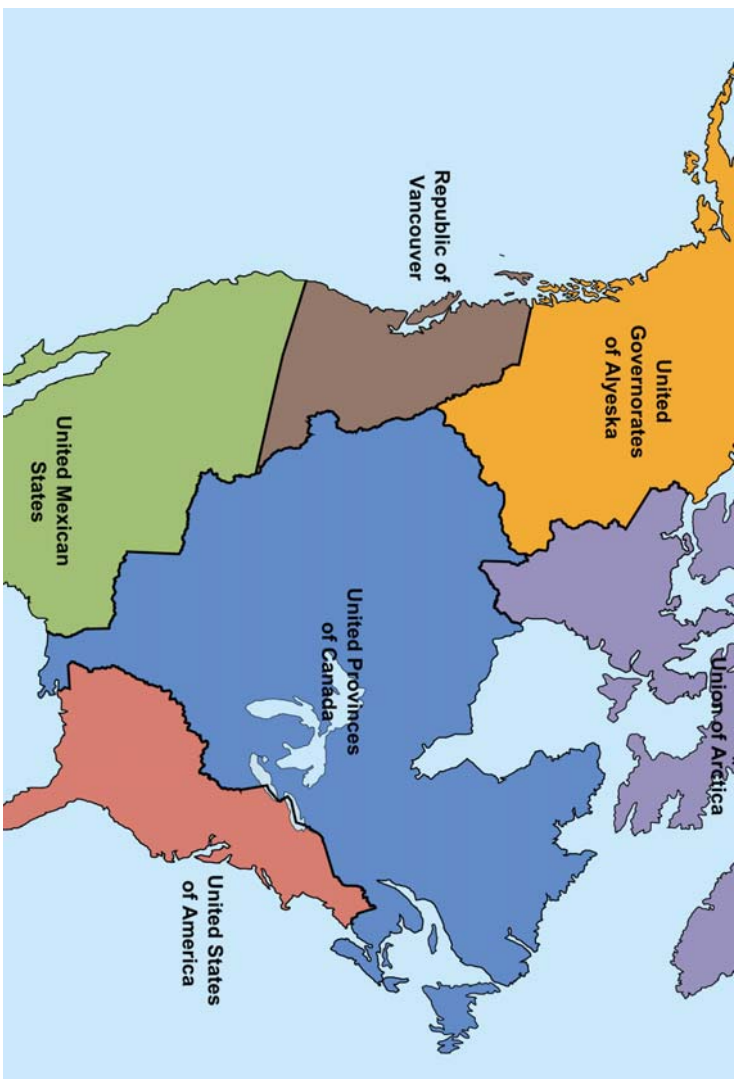 United
Governorates
of Alyeska
Union of Arctica
Republic of
Vancouver
United Provinces
of Canada
United Mexican
States
United States
of America